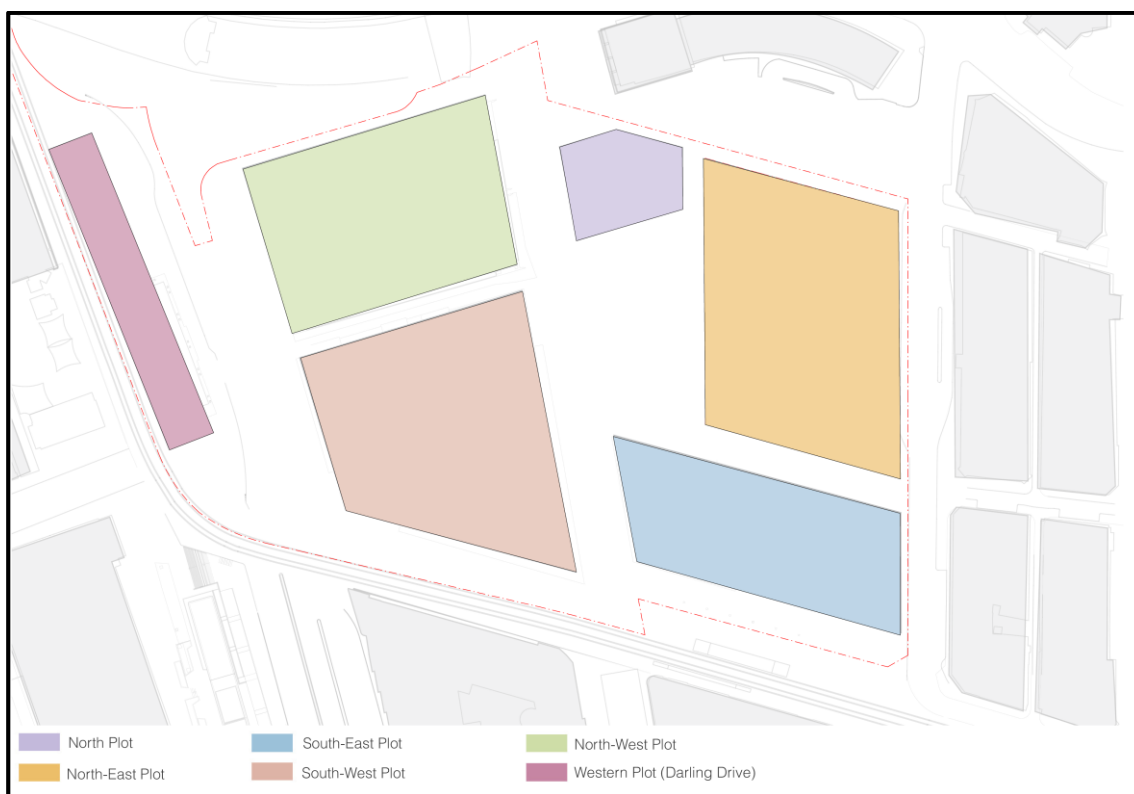 North Plot
South-East Plot
North-West Plot
North-East Plot
South-West Plot
Western Plot (Darling Drive)